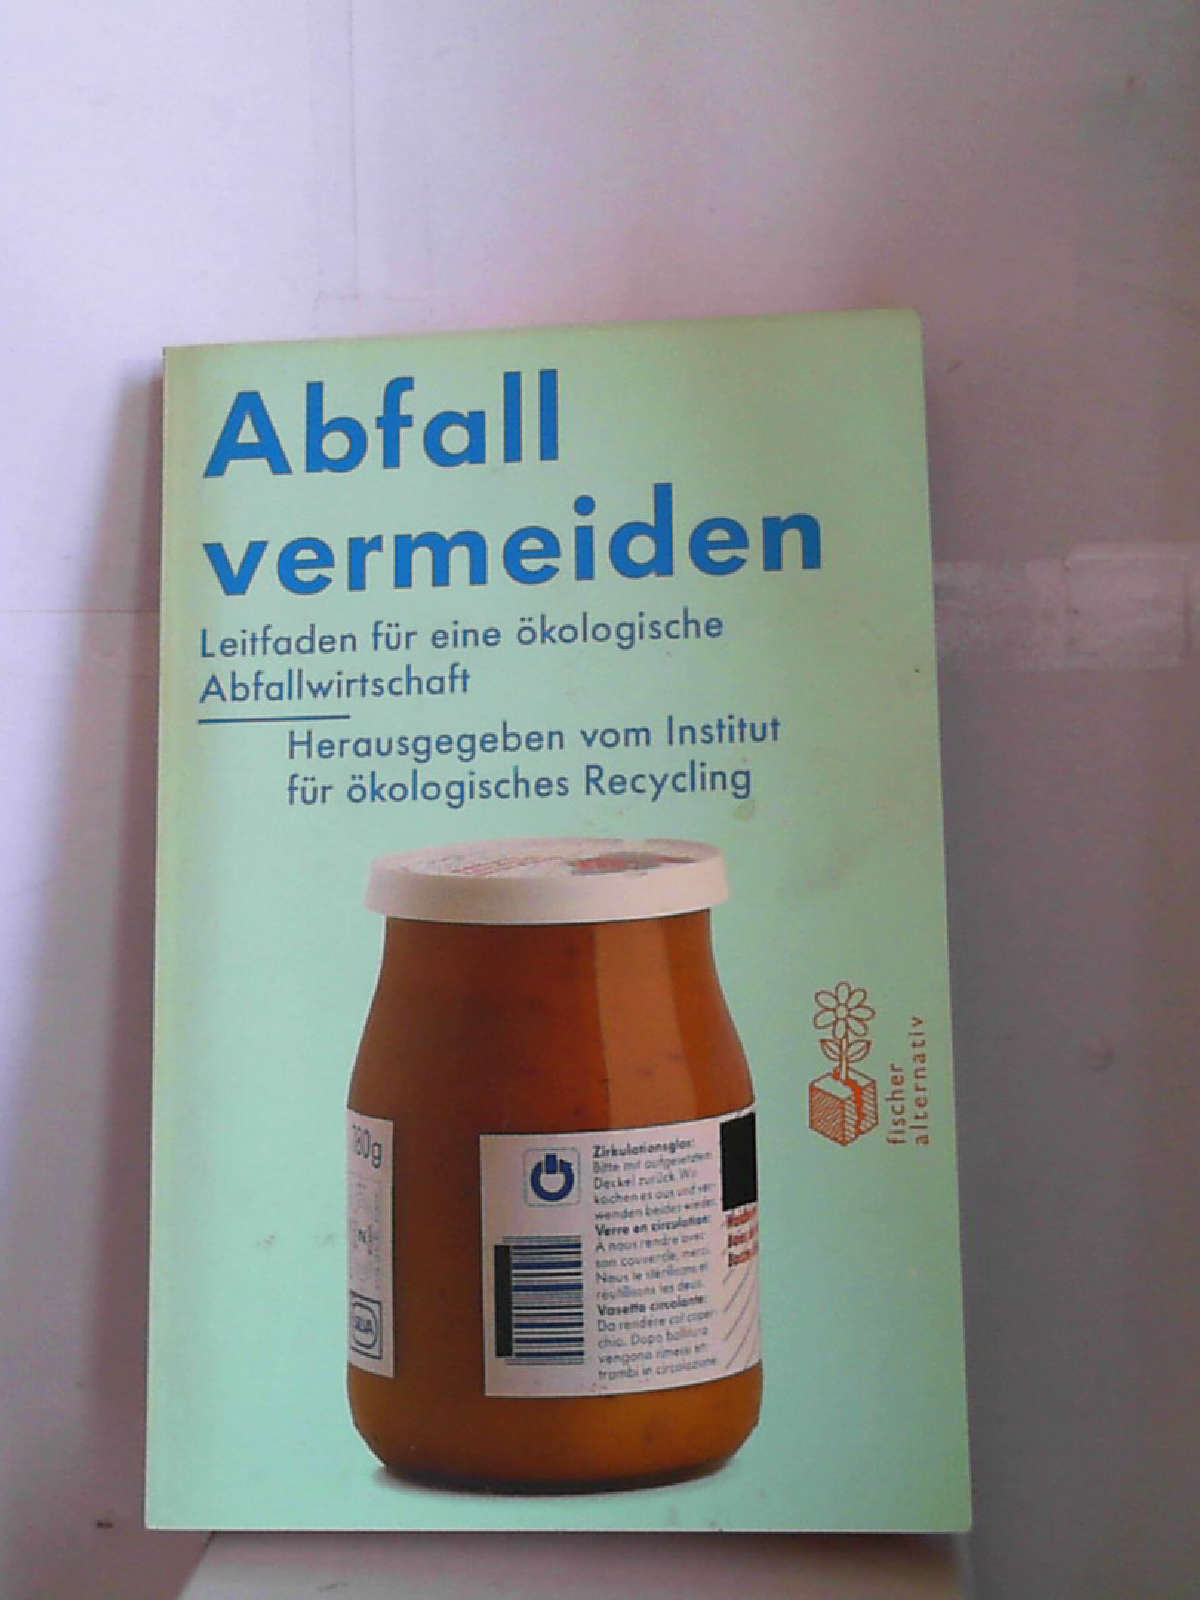 Abfall
vermeiden
Leitfaden für eine ökologische
Abfallwirtschaft
Herausgegeben vom Institut
für ökologisches Recycling
fischer
alternativ
180g
Zirkulationsglas:
Bitte mit aufgesetztem
Deckel zurück. Wir
kochen es aus und ver-
wenden beides wieder.
Verre en circulation:
A nous rendre avec
son couvercle, merci.
Nous le stérilisons et
réutilisons les deux.
Vasetto circolante:
Da rendere col coper-
chio. Dopo bollitura
vengono rimessi en-
trambi in circolazione.